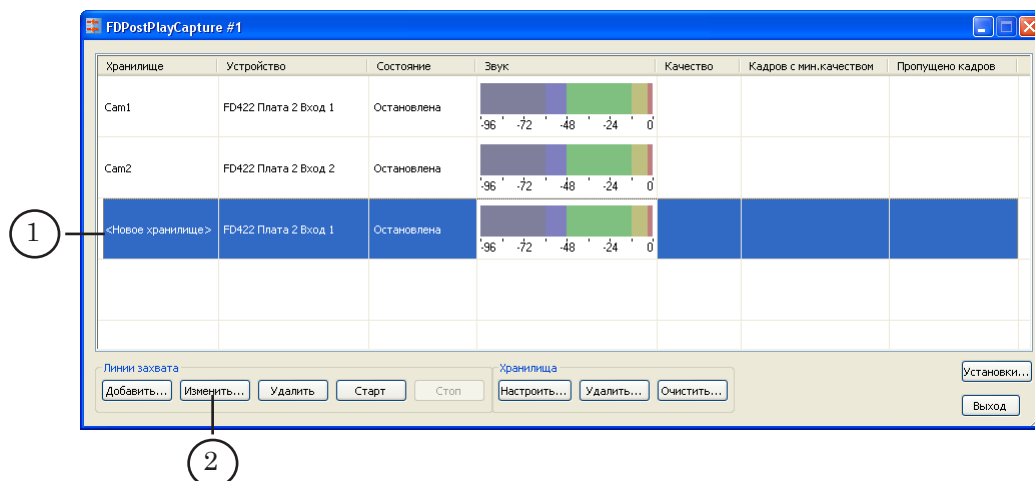 FDPostPlayCapture #1
Хранилище Устройство Состояние Звук Качество Кадров с мин.качеством Пропущено кадров
Cam1 FD422 Плата 2 Вход 1 Остановлена
-96 -72 -48 -24 0
Cam2 FD422 Плата 2 Вход 2 Остановлена
-96 -72 -48 -24 0
1 <Новое хранилище> FD422 Плата 2 Вход 1 Остановлена
-96 -72 -48 -24 0
Линии захвата Хранилища
Установки...
Добавить... Изменить... Удалить Старт Стоп Настроить... Удалить... Очистить...
Выход
2